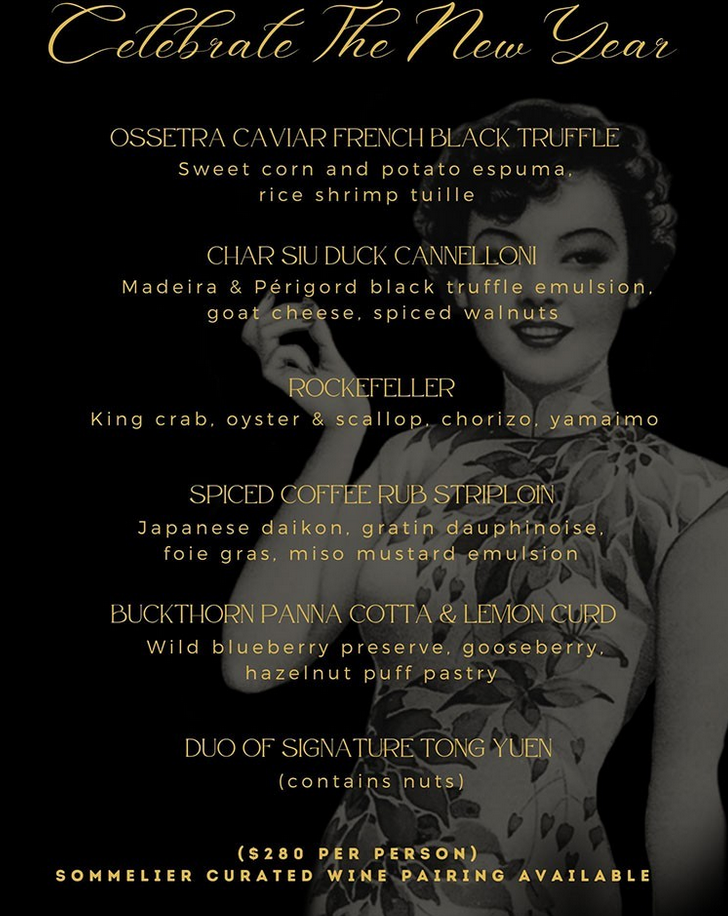 Celebrate The New Year
OSSETRA CAVIAR FRENCH BLACK TRUFFLE
Sweet corn and potato espuma,
rice shrimp tuille
CHAR SIU DUCK CANNELLONI
Madeira & Périgord black truffle emulsion,
goat cheese, spiced walnuts
ROCKEFELLER
King crab, oyster & scallop, chorizo, yamaimo
SPICED COFFEE RUB STRIPLOIN
Japanese daikon, gratin dauphinoise,
foie gras, miso mustard emulsion
BUCKTHORN PANNA COTTA & LEMON CURD
Wild blueberry preserve, gooseberry,
hazelnut puff pastry
DUO OF SIGNATURE TONG YUEN
(contains nuts)
($280 PER PERSON)
SOMMELIER CURATED WINE PAIRING AVAILABLE